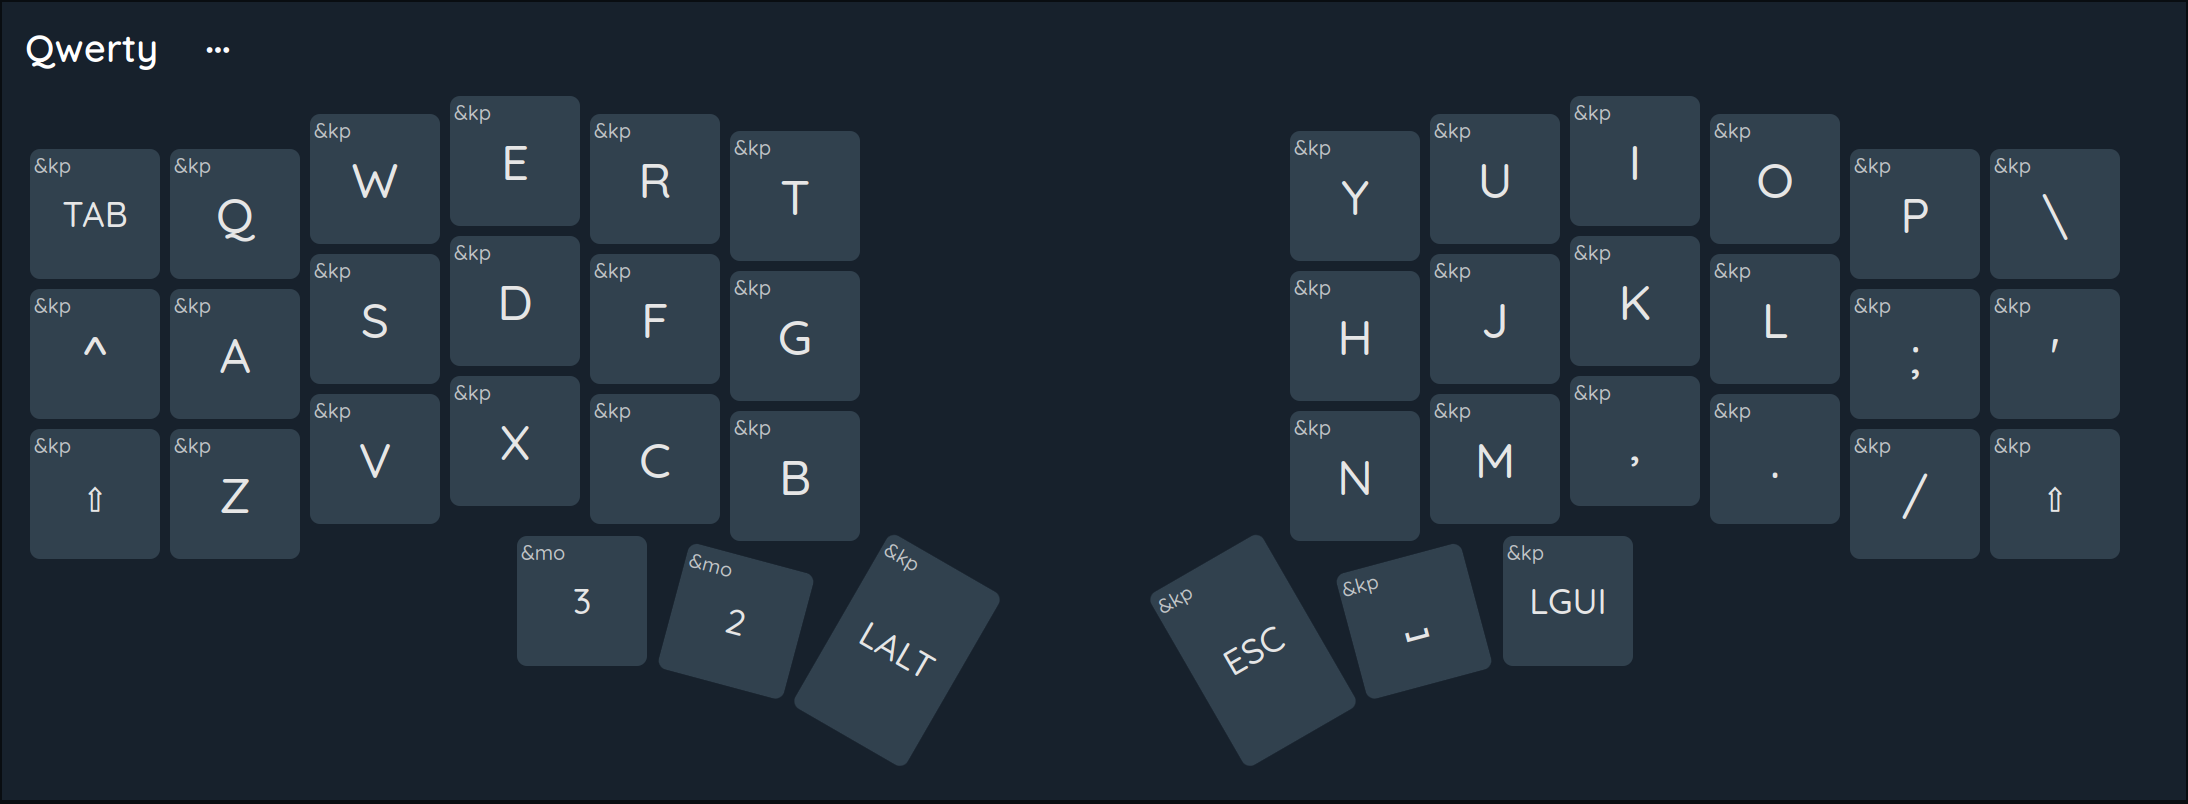 Qwerty ...
&kp &kp &kp &kp &kp &kp &kp &kp &kp &kp &kp &kp
TAB Q W E R T Y U I O P \
&kp &kp &kp &kp &kp &kp &kp &kp &kp &kp &kp &kp
^ A S D F G H J K L ; '
&kp &kp &kp &kp &kp &kp &kp &kp &kp &kp &kp &kp
⇧ Z V X C B N M , . / ⇧
&mo &mo &kp &kp &kp &kp
3 2 LALT ESC ␣ LGUI